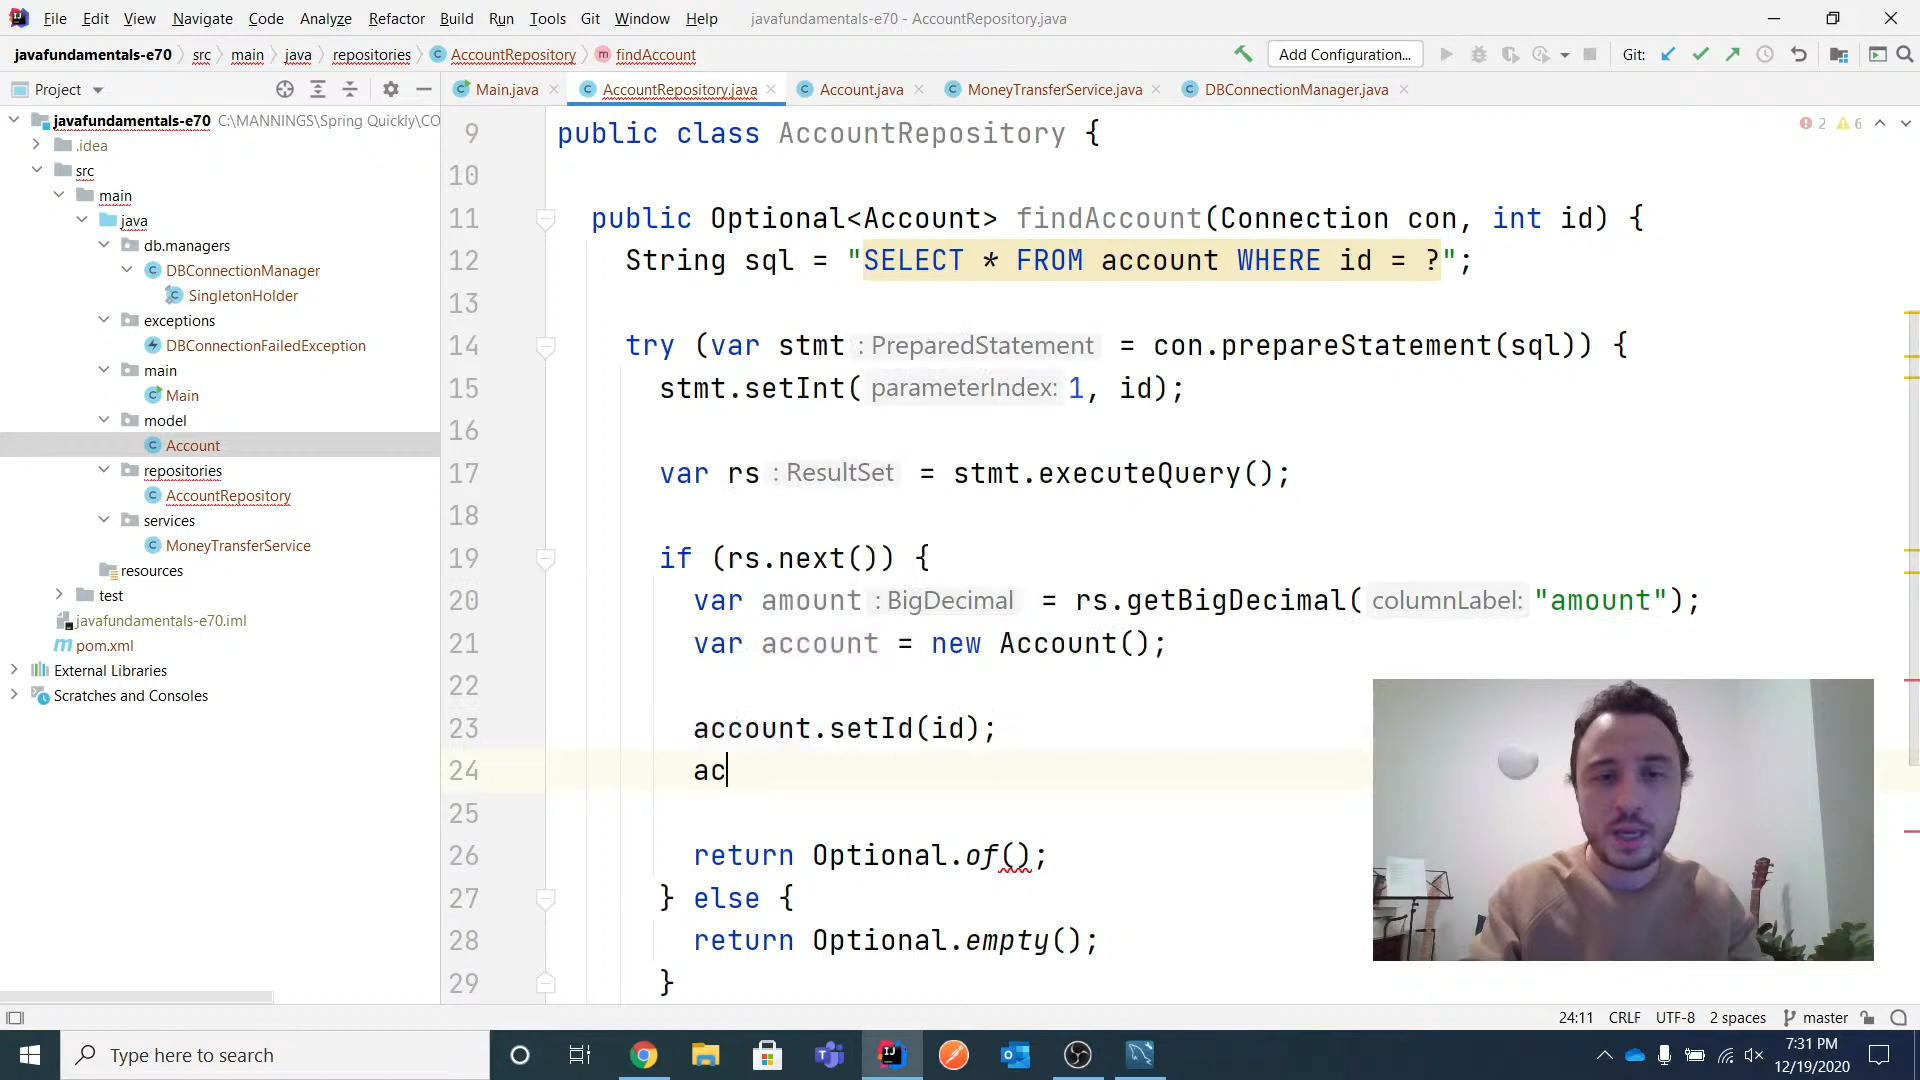 File Edit View Navigate Code Analyze Refactor Build Run Tools Git Window Help javafundamentals-e70 - AccountRepository.java
javafundamentals-e70 src main java repositories AccountRepository findAccount Add Configuration... Git:
Project Main.java AccountRepository.java Account.java MoneyTransferService.java DBConnectionManager.java
javafundamentals-e70 C:\MANNINGS\Spring Quickly\CO
.idea
src
main
java
db.managers
DBConnectionManager
SingletonHolder
exceptions
DBConnectionFailedException
main
Main
model
Account
repositories
AccountRepository
services
MoneyTransferService
resources
test
javafundamentals-e70.iml
pom.xml
External Libraries
Scratches and Consoles
2 6
9 public class AccountRepository {
10
11 public Optional<Account> findAccount(Connection con, int id) {
12 String sql = "SELECT * FROM account WHERE id = ?";
13
14 try (var stmt : PreparedStatement = con.prepareStatement(sql)) {
15 stmt.setInt( parameterIndex: 1, id);
16
17 var rs : ResultSet = stmt.executeQuery();
18
19 if (rs.next()) {
20 var amount : BigDecimal = rs.getBigDecimal( columnLabel: "amount");
21 var account = new Account();
22
23 account.setId(id);
24 ac
25
26 return Optional.of();
27 } else {
28 return Optional.empty();
29 }
24:11 CRLF UTF-8 2 spaces master
Type here to search
7:31 PM
12/19/2020